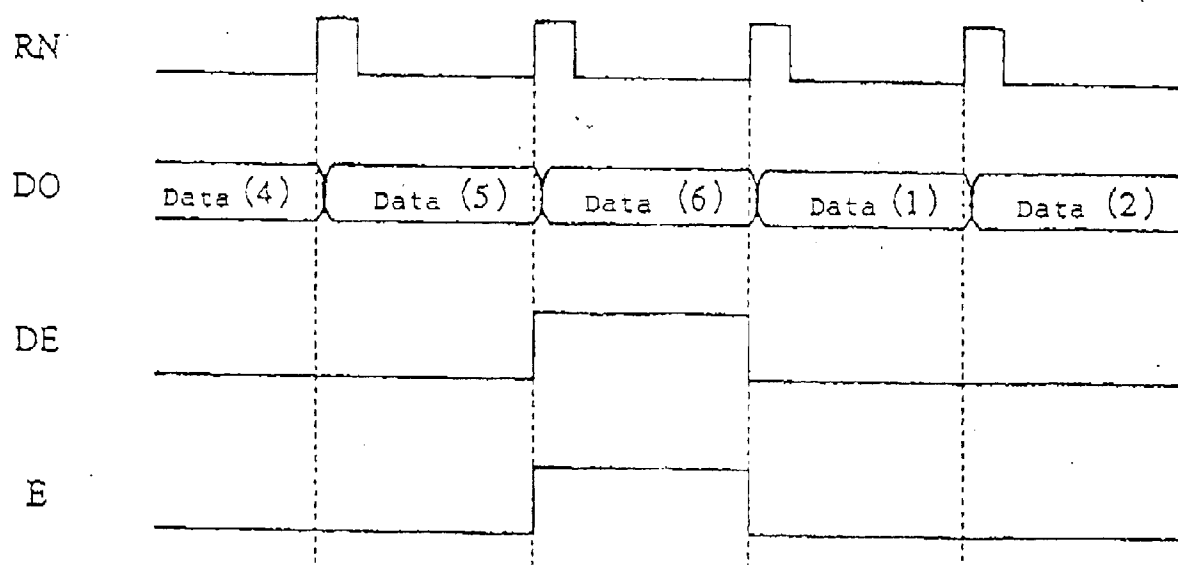 RN
DO
Data (4) Data (5) Data (6) Data (1) Data (2)
DE
E